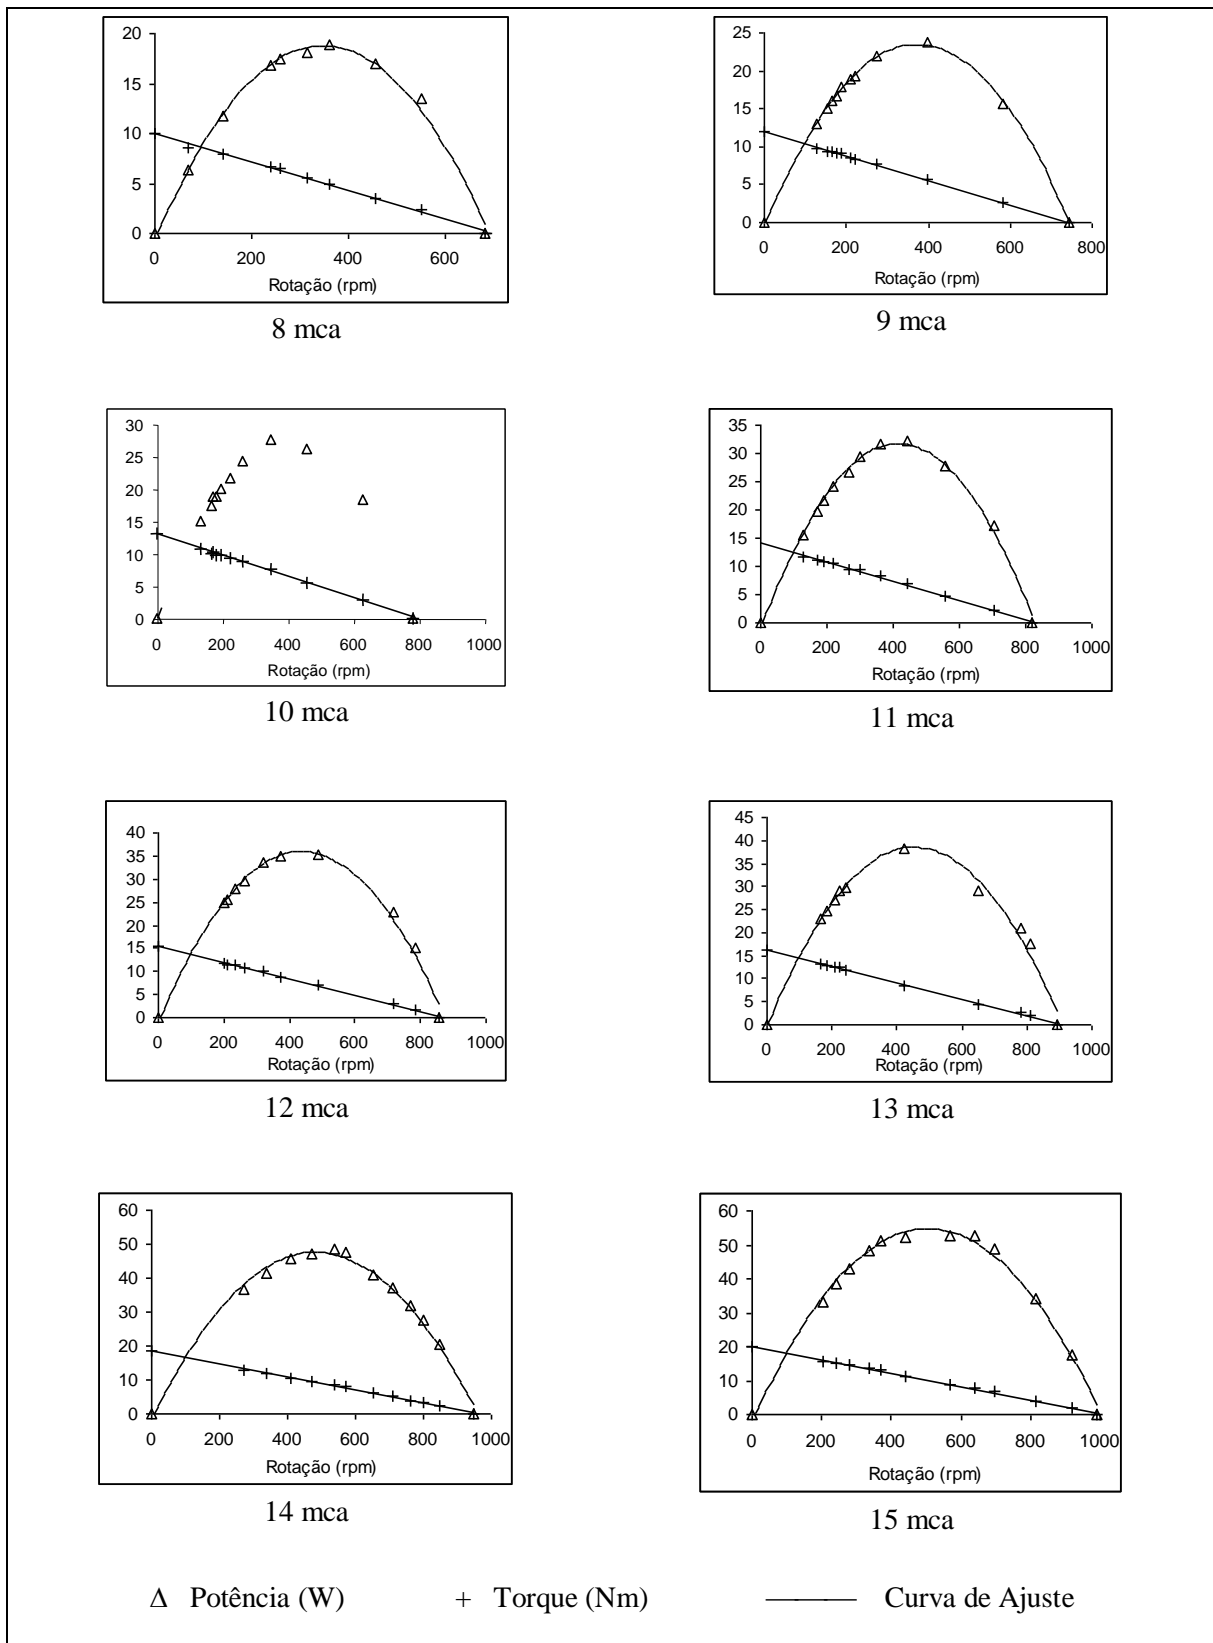 20
15
10
5
0
0 200 400 600
Rotação (rpm)
8 mca
25
20
15
10
5
0
0 200 400 600 800
Rotação (rpm)
9 mca
30
25
20
15
10
5
0
0 200 400 600 800 1000
Rotação (rpm)
10 mca
35
30
25
20
15
10
5
0
0 200 400 600 800 1000
Rotação (rpm)
11 mca
40
35
30
25
20
15
10
5
0
0 200 400 600 800 1000
Rotação (rpm)
12 mca
45
40
35
30
25
20
15
10
5
0
0 200 400 600 800 1000
Rotação (rpm)
13 mca
60
50
40
30
20
10
0
0 200 400 600 800 1000
Rotação (rpm)
14 mca
60
50
40
30
20
10
0
0 200 400 600 800 1000
Rotação (rpm)
15 mca
Δ Potência (W) + Torque (Nm) Curva de Ajuste